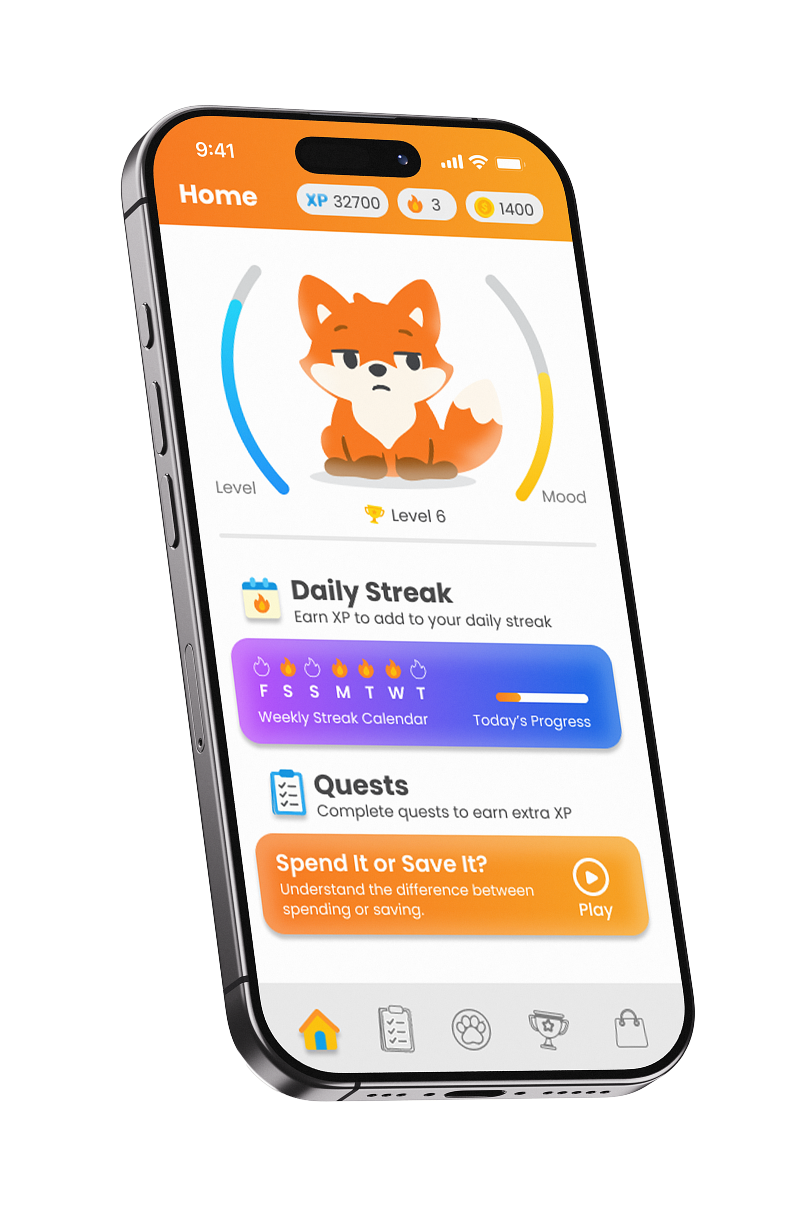 9:41
Home
XP 32700
3
1400
Level
Mood
Level 6
Daily Streak
Earn XP to add to your daily streak
F S S M T W T
Weekly Streak Calendar
Today's Progress
Quests
Complete quests to earn extra XP
Spend It or Save It?
Understand the difference between
spending or saving.
Play